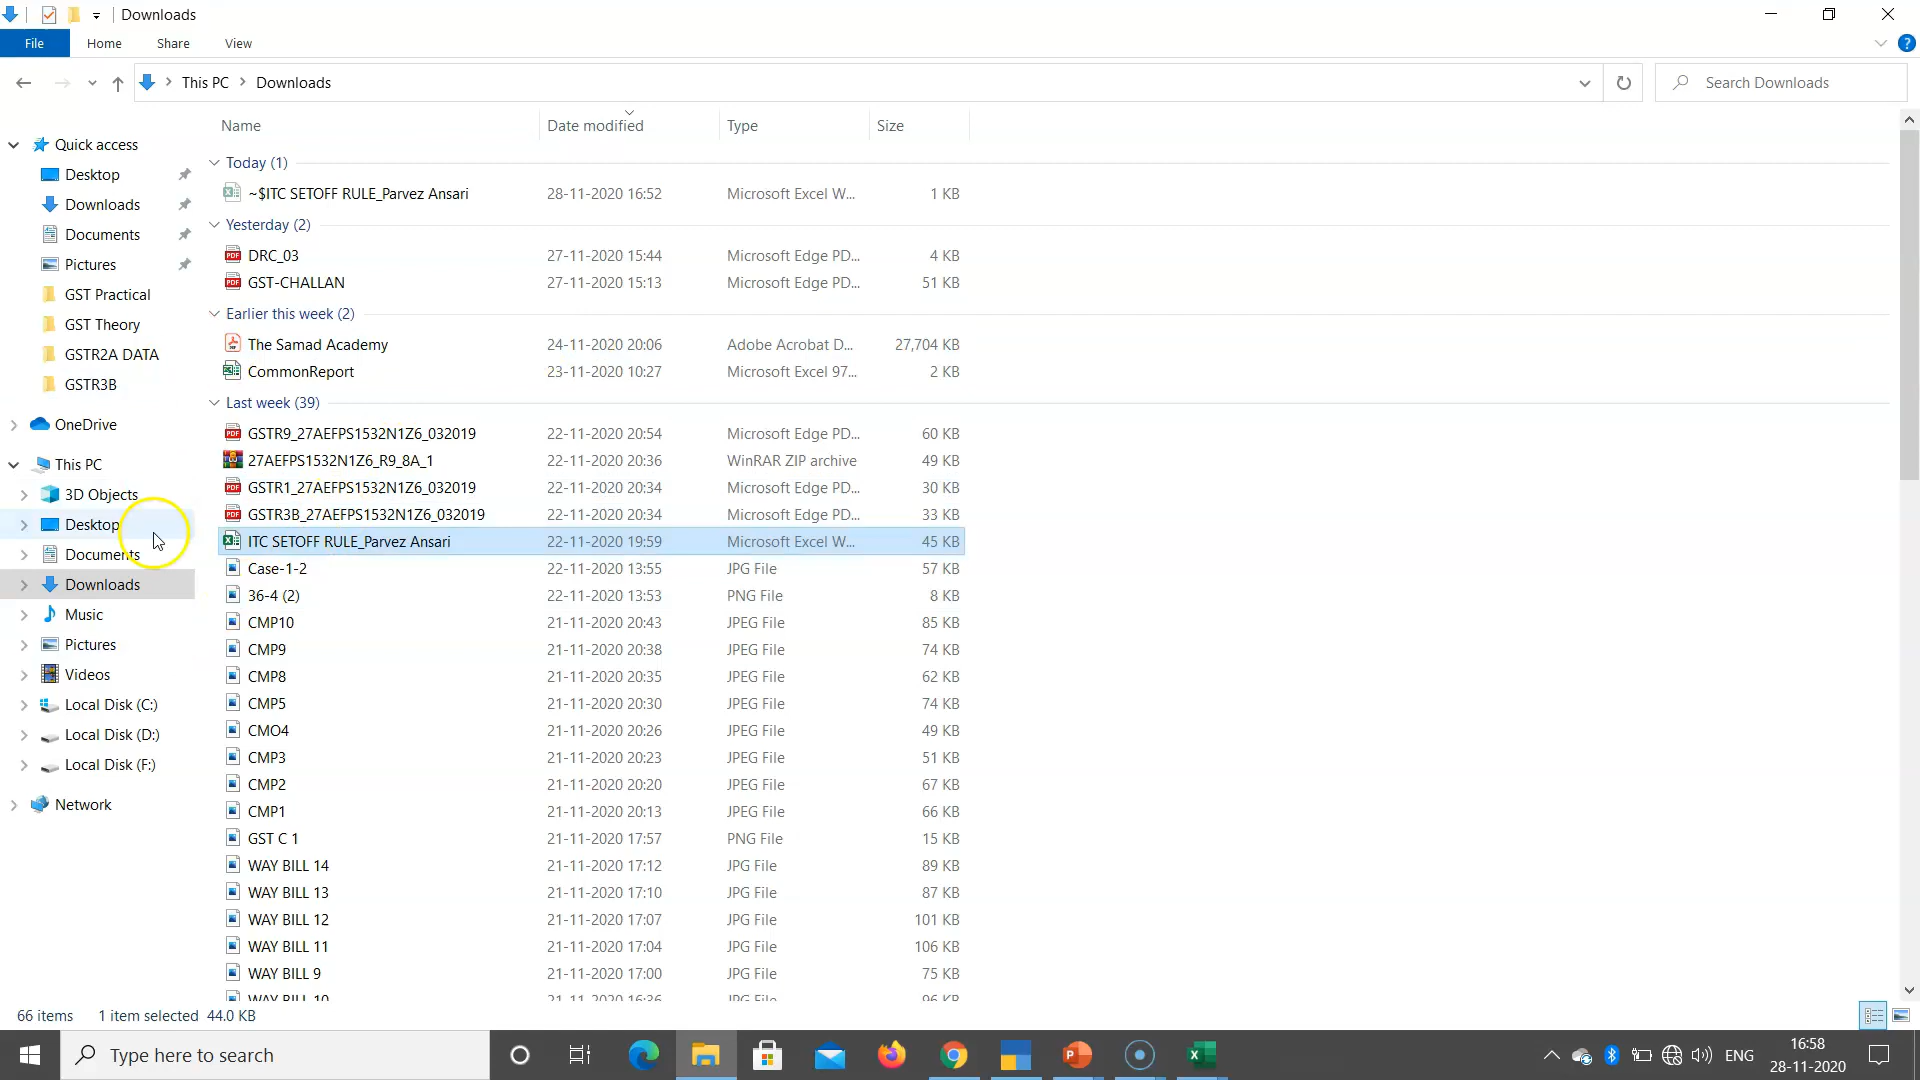 Downloads
File Home Share View
This PC Downloads
Search Downloads
Name Date modified Type Size
Quick access
Desktop
Downloads
Documents
Pictures
GST Practical
GST Theory
GSTR2A DATA
GSTR3B
OneDrive
This PC
3D Objects
Desktop
Documents
Downloads
Music
Pictures
Videos
Local Disk (C:)
Local Disk (D:)
Local Disk (F:)
Network
Today (1)
~$ITC SETOFF RULE_Parvez Ansari 28-11-2020 16:52 Microsoft Excel W... 1 KB
Yesterday (2)
DRC_03 27-11-2020 15:44 Microsoft Edge PD... 4 KB
GST-CHALLAN 27-11-2020 15:13 Microsoft Edge PD... 51 KB
Earlier this week (2)
The Samad Academy 24-11-2020 20:06 Adobe Acrobat D... 27,704 KB
CommonReport 23-11-2020 10:27 Microsoft Excel 97... 2 KB
Last week (39)
GSTR9_27AEFPS1532N1Z6_032019 22-11-2020 20:54 Microsoft Edge PD... 60 KB
27AEFPS1532N1Z6_R9_8A_1 22-11-2020 20:36 WinRAR ZIP archive 49 KB
GSTR1_27AEFPS1532N1Z6_032019 22-11-2020 20:34 Microsoft Edge PD... 30 KB
GSTR3B_27AEFPS1532N1Z6_032019 22-11-2020 20:34 Microsoft Edge PD... 33 KB
ITC SETOFF RULE_Parvez Ansari 22-11-2020 19:59 Microsoft Excel W... 45 KB
Case-1-2 22-11-2020 13:55 JPG File 57 KB
36-4 (2) 22-11-2020 13:53 PNG File 8 KB
CMP10 21-11-2020 20:43 JPEG File 85 KB
CMP9 21-11-2020 20:38 JPEG File 74 KB
CMP8 21-11-2020 20:35 JPEG File 62 KB
CMP5 21-11-2020 20:30 JPEG File 74 KB
CMO4 21-11-2020 20:26 JPEG File 49 KB
CMP3 21-11-2020 20:23 JPEG File 51 KB
CMP2 21-11-2020 20:20 JPEG File 67 KB
CMP1 21-11-2020 20:13 JPEG File 66 KB
GST C 1 21-11-2020 17:57 PNG File 15 KB
WAY BILL 14 21-11-2020 17:12 JPG File 89 KB
WAY BILL 13 21-11-2020 17:10 JPG File 87 KB
WAY BILL 12 21-11-2020 17:07 JPG File 101 KB
WAY BILL 11 21-11-2020 17:04 JPG File 106 KB
WAY BILL 9 21-11-2020 17:00 JPG File 75 KB
WAY BILL 10 21-11-2020 16:36 JPG File 96 KB
66 items 1 item selected 44.0 KB
Type here to search
ENG
16:58
28-11-2020